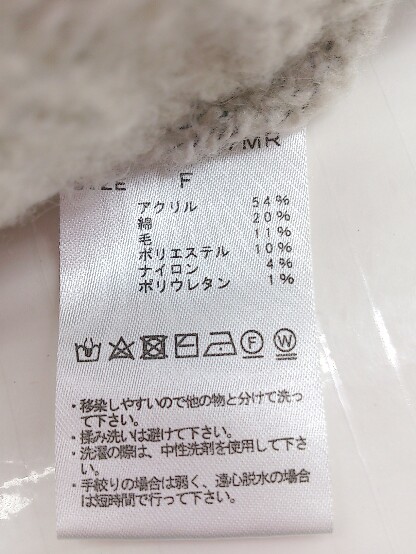 MR
SIZE F
アクリル 54%
綿 20%
毛 11%
ポリエステル 10%
ナイロン 4%
ポリウレタン 1%
F W
・移染しやすいので他の物と分けて洗っ
て下さい。
・揉み洗いは避けて下さい。
・洗濯の際は、中性洗剤を使用して下さ
い。
・手絞りの場合は弱く、遠心脱水の場合
は短時間で行って下さい。